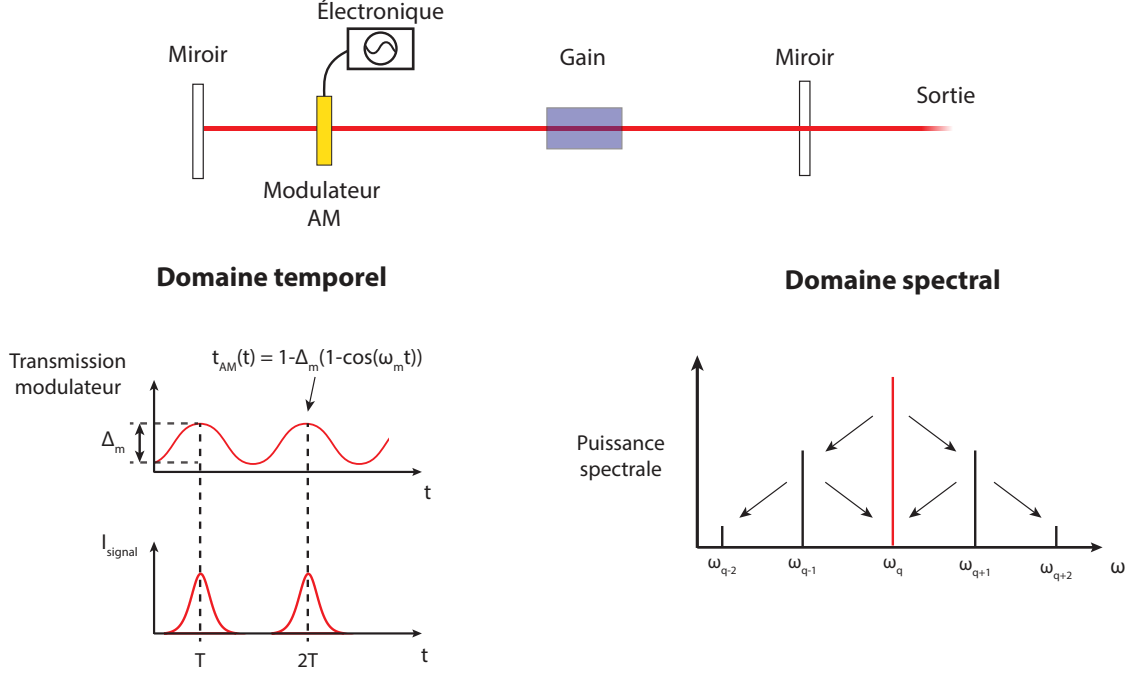 Électronique
Miroir
Gain
Miroir
Sortie
Modulateur
AM
Domaine temporel
Domaine spectral
Transmission
modulateur
t_AM(t) = 1-Δ_m(1-cos(ω_mt))
Δ_m
t
I_signal
T
2T
t
Puissance
spectrale
ω_q-2
ω_q-1
ω_q
ω_q+1
ω_q+2
ω